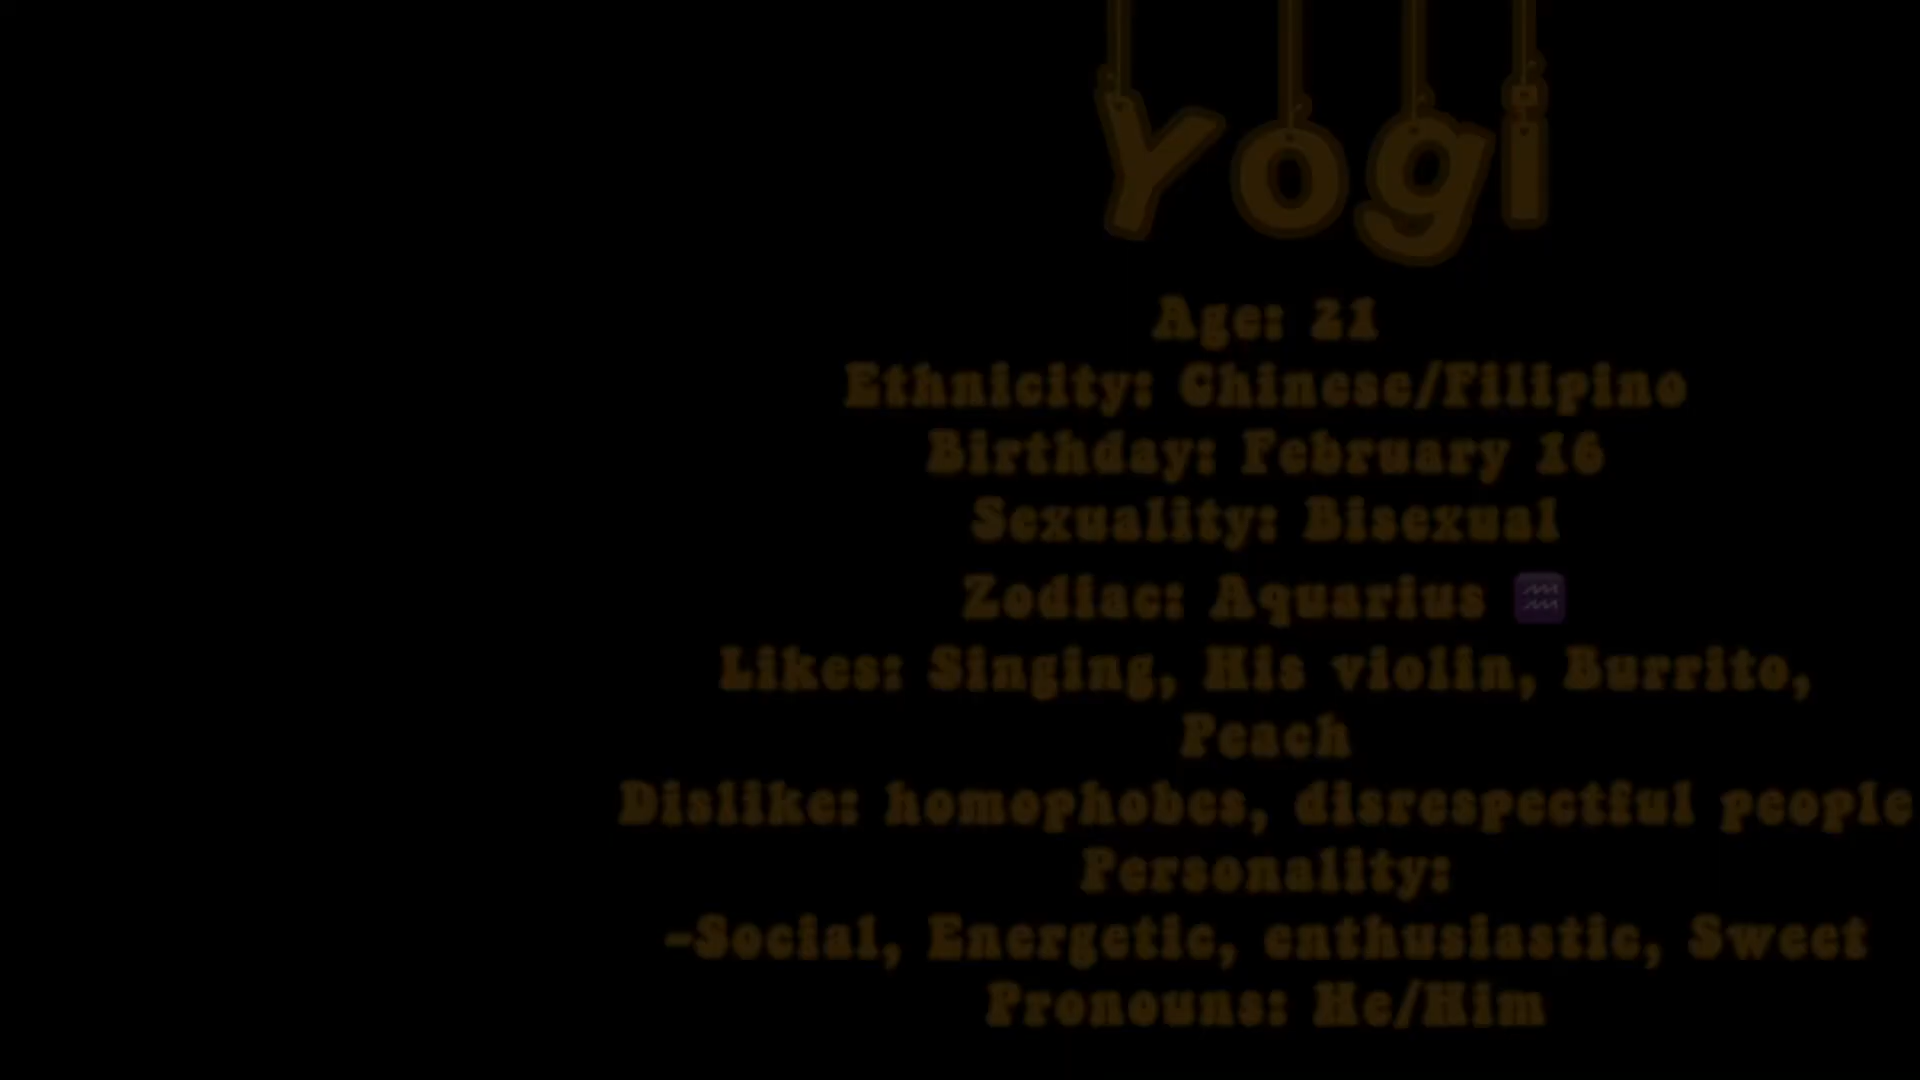 Yogi
Age: 21
Ethnicity: Chinese/Filipino
Birthday: February 16
Sexuality: Bisexual
Zodiac: Aquarius ♒
Likes: Singing, His violin, Burrito,
Peach
Dislike: homophobes, disrespectful people
Personality:
-Social, Energetic, enthusiastic, Sweet
Pronouns: He/Him